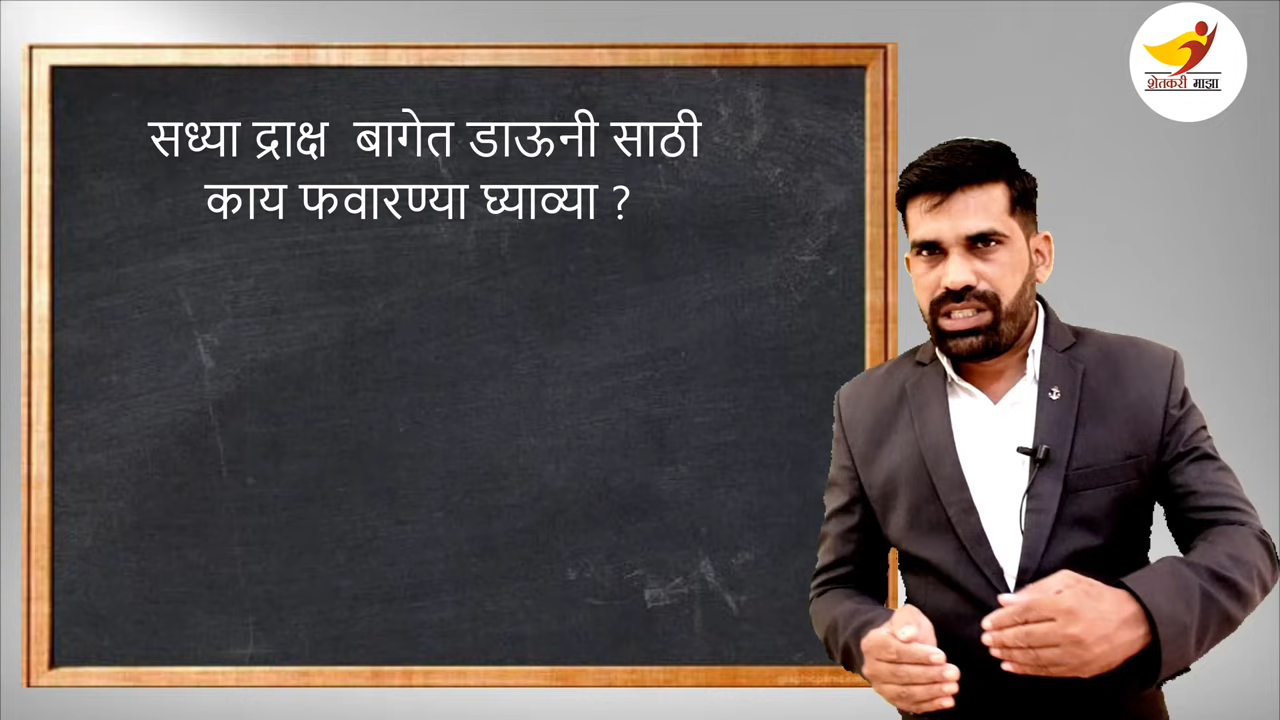 सध्या द्राक्ष बागेत डाऊनी साठी
काय फवारण्या घ्याव्या ?
शेतकरी माझा